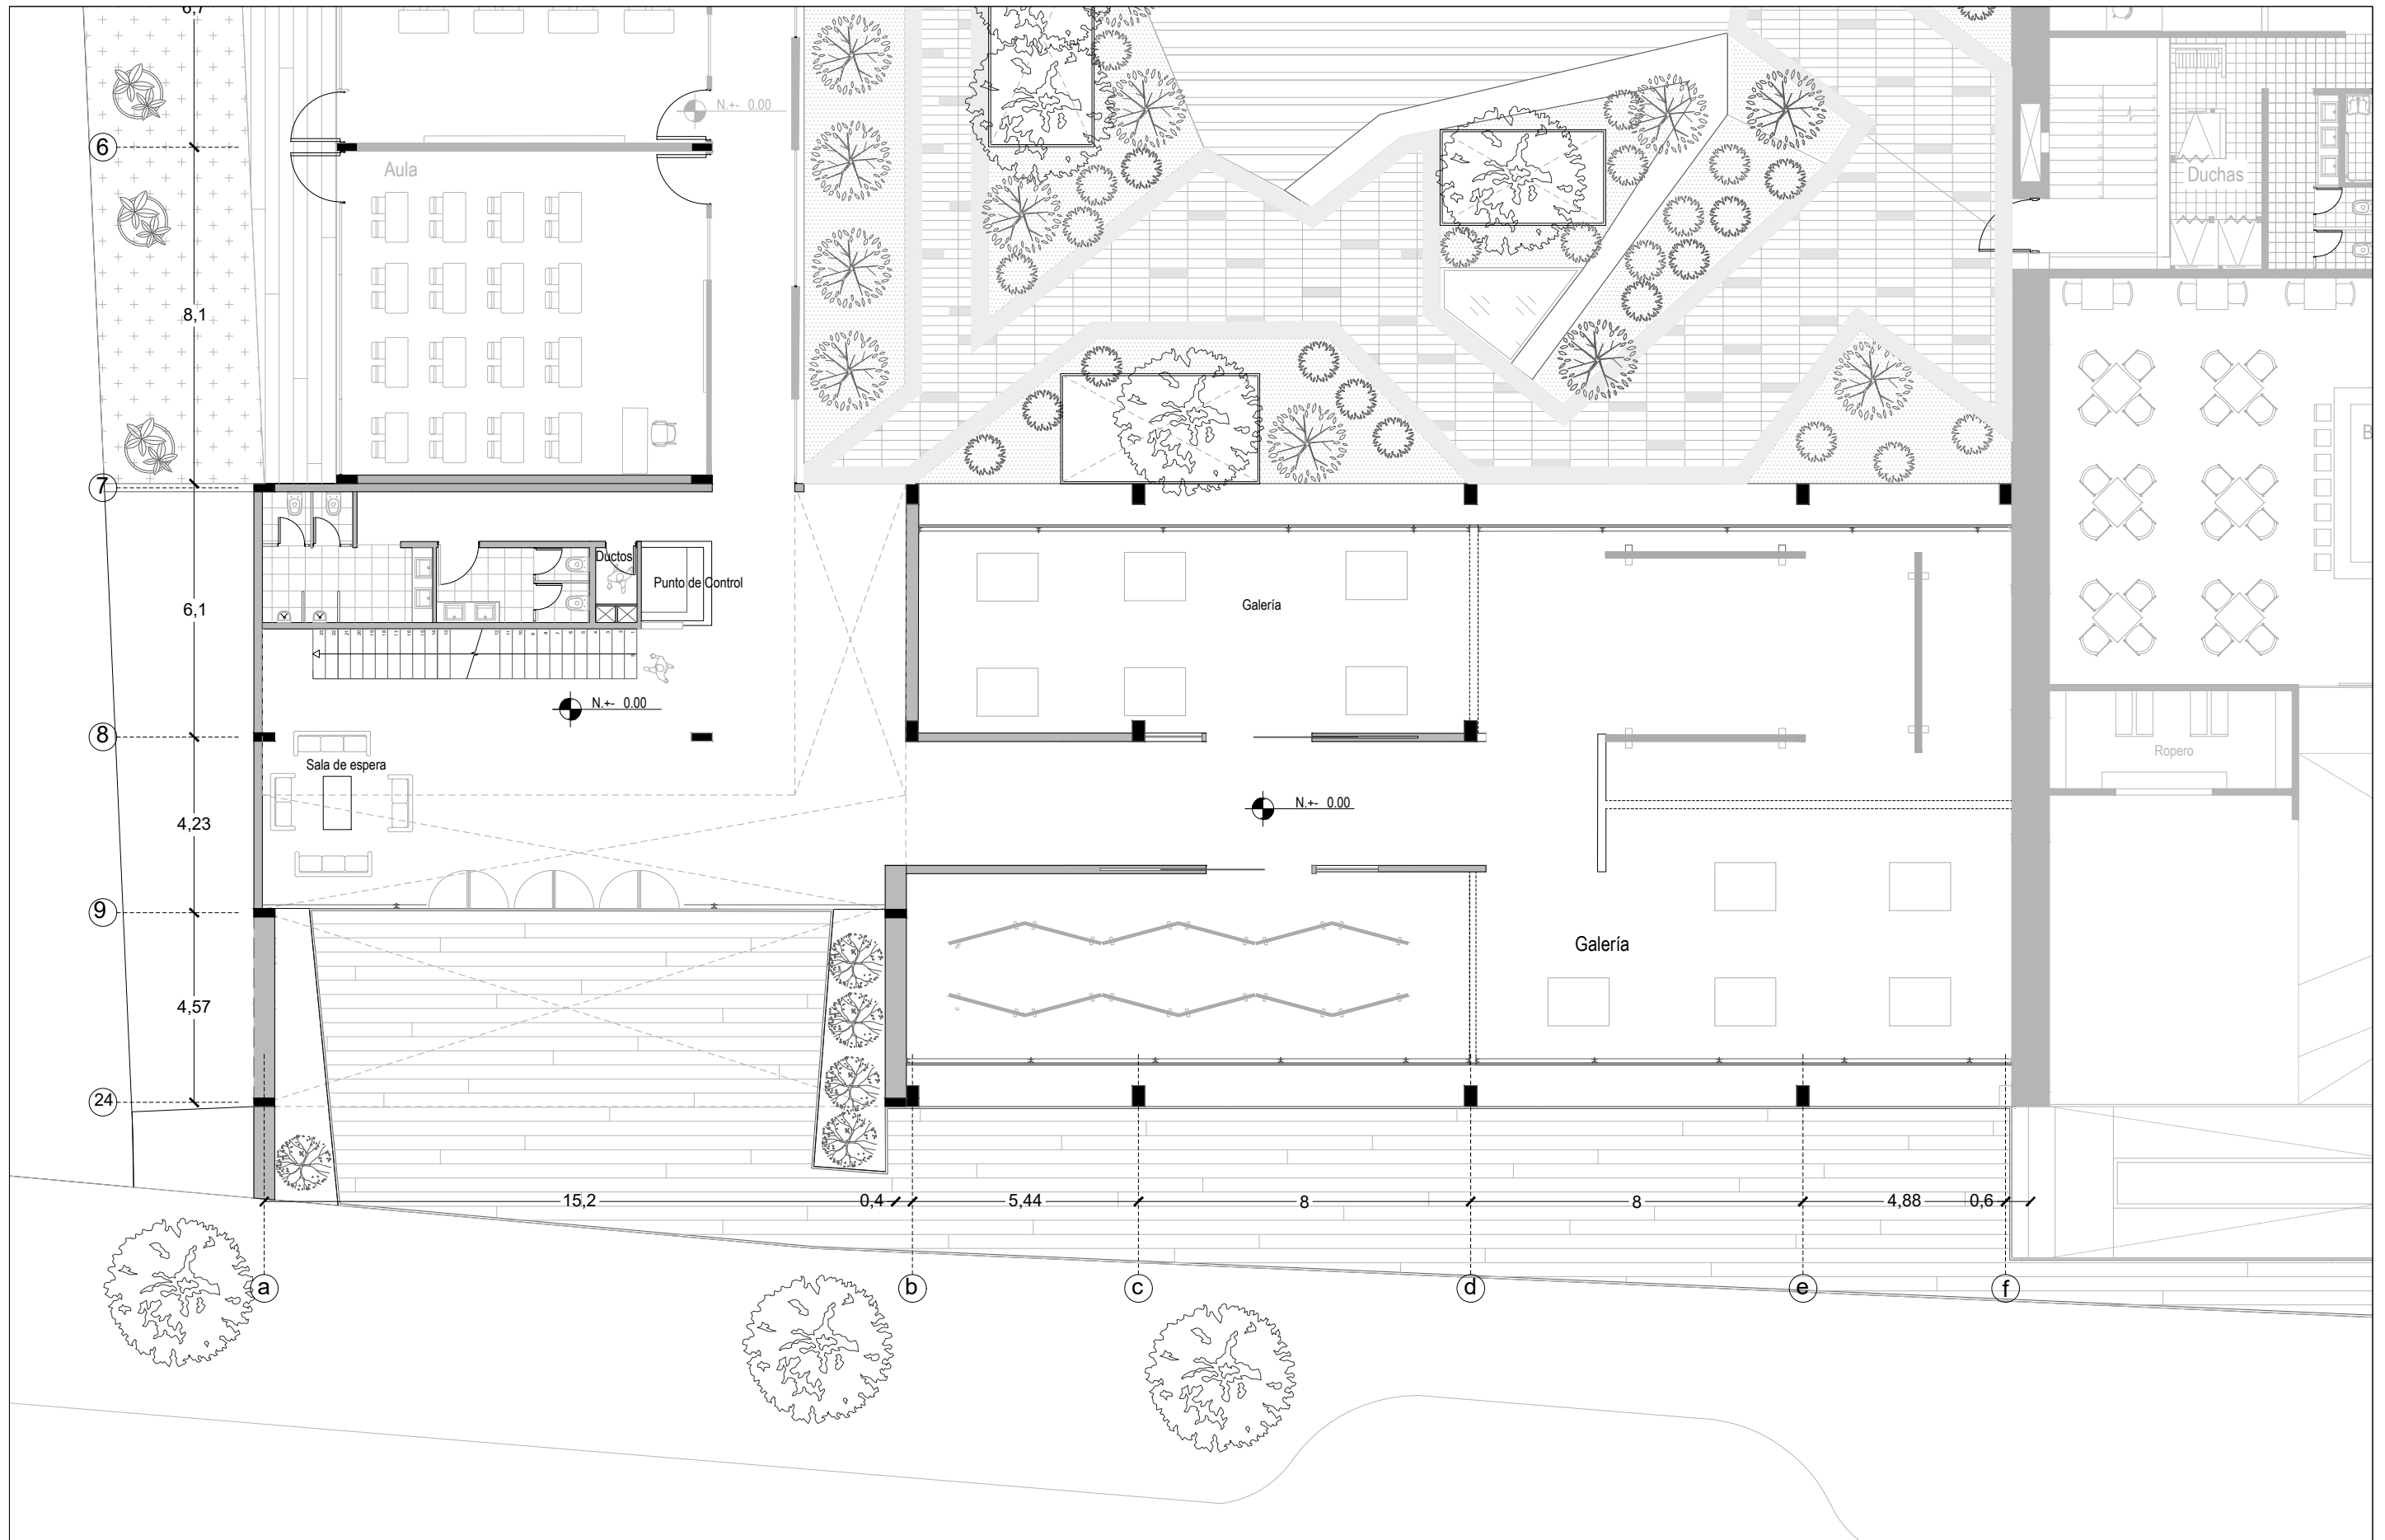 6,7
N.+- 0.00
6
Aula
Duchas
8,1
B
7
Ductos
Punto de Control
6,1
Galería
N.+- 0.00
8
Sala de espera
Ropero
N.+- 0.00
4,23
9
Galería
4,57
24
15,2
0,4
5,44
8
8
4,88
0,6
a
b
c
d
e
f